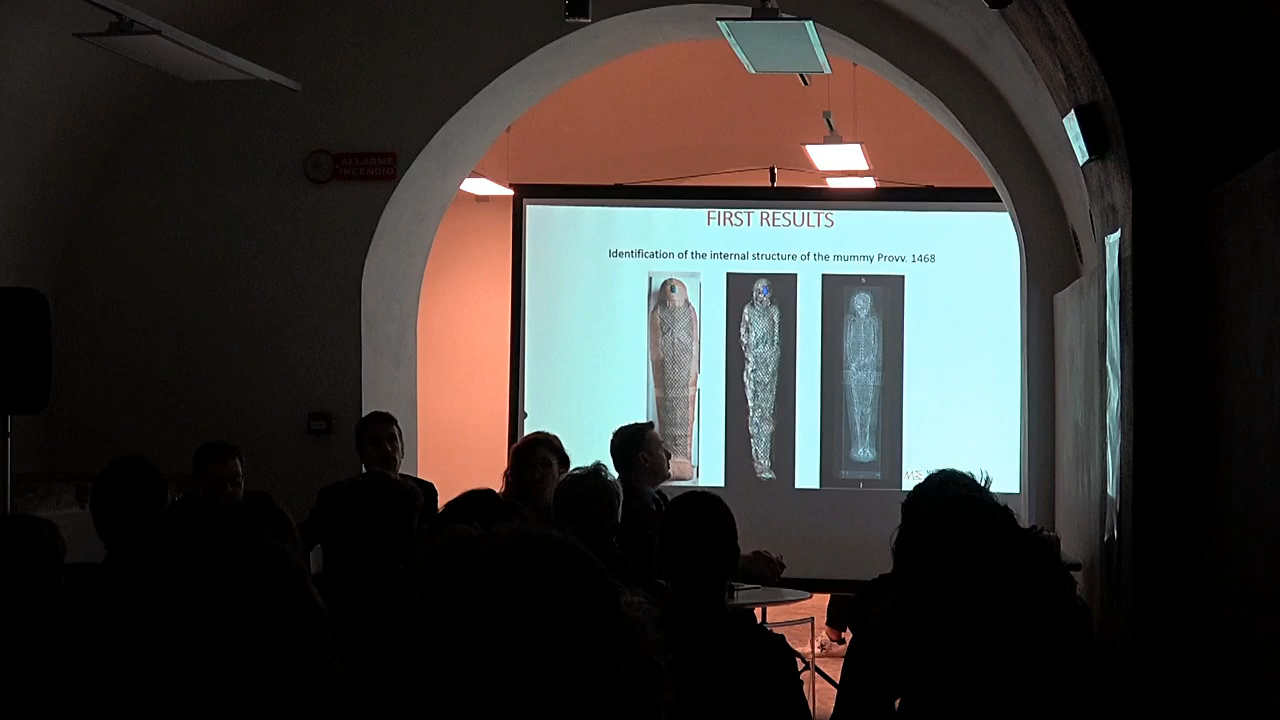 ALLARME
INCENDIO
FIRST RESULTS
Identification of the internal structure of the mummy Provv. 1468
S
I